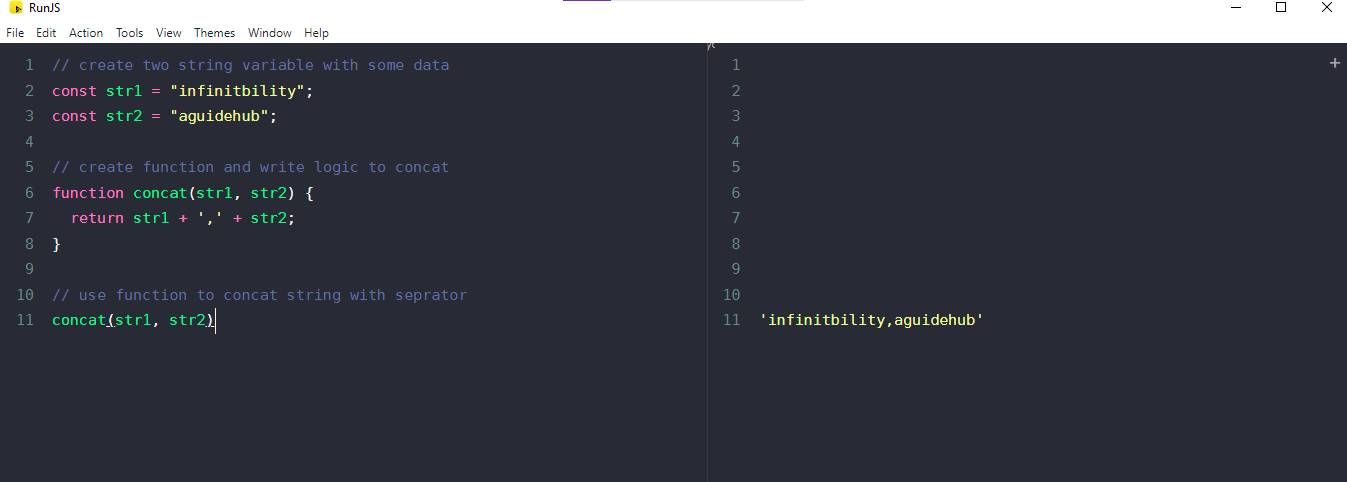 RunJS
File Edit Action Tools View Themes Window Help
1 // create two string variable with some data
2 const str1 = "infinitbility";
3 const str2 = "aguidehub";
4
5 // create function and write logic to concat
6 function concat(str1, str2) {
7 return str1 + ',' + str2;
8 }
9
10 // use function to concat string with seprator
11 concat(str1, str2)
1
2
3
4
5
6
7
8
9
10
11 'infinitbility,aguidehub'